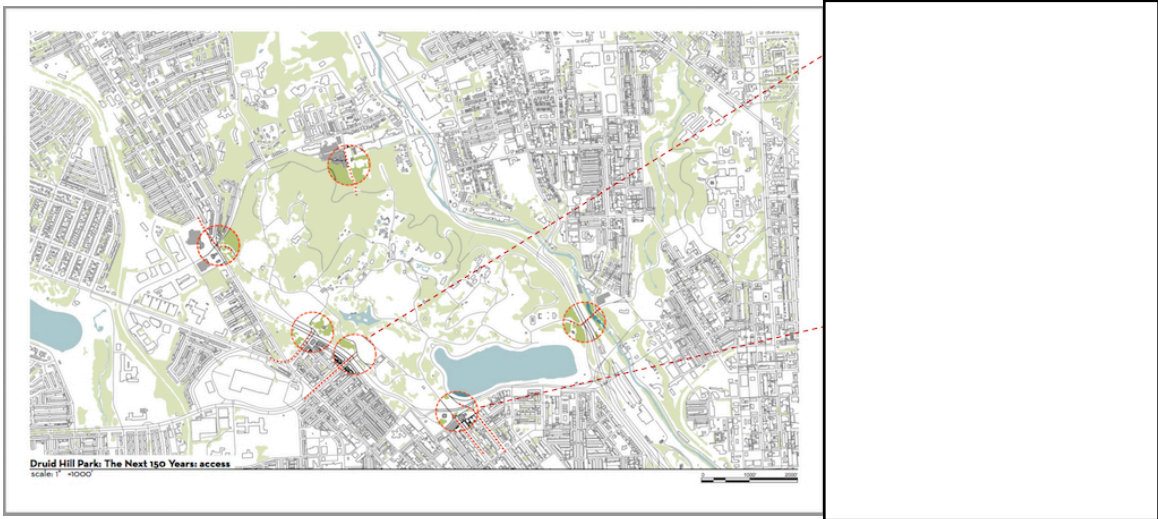 Druid Hill Park: The Next 150 Years: access
scale: 1" =1000'
0 1000' 2000'